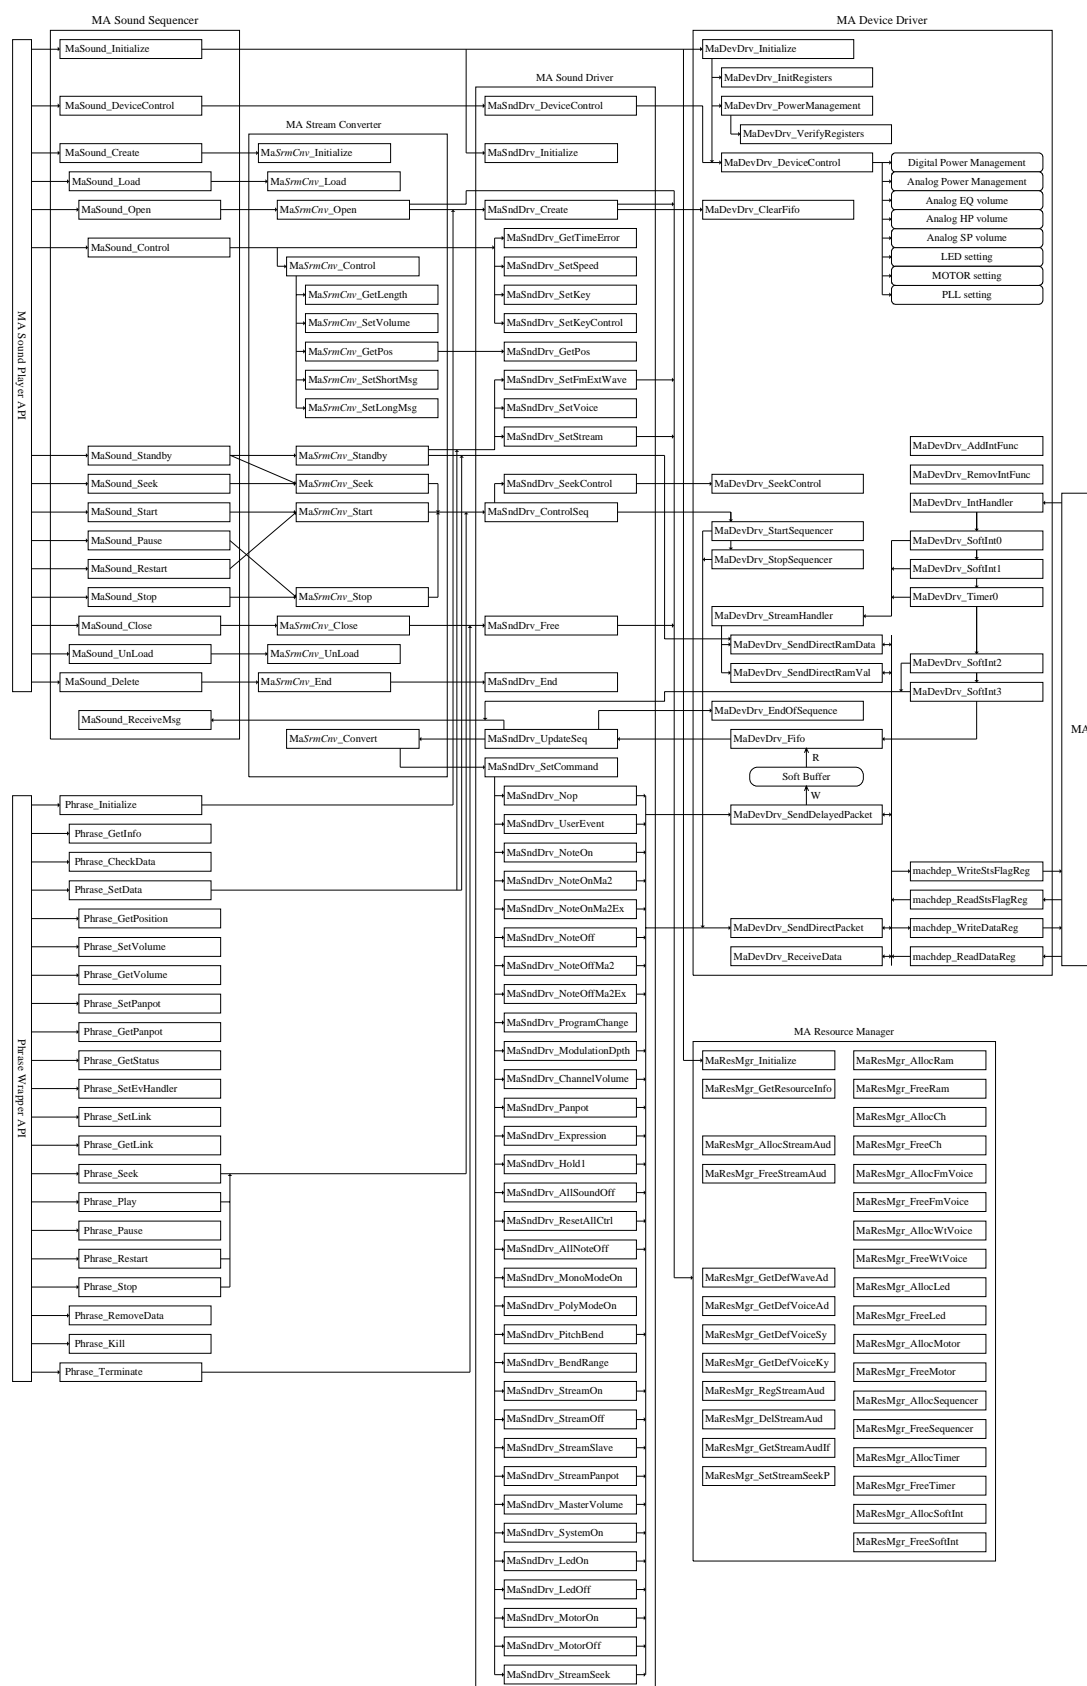 MA Sound Sequencer
MA Device Driver
MA Sound Player API
MaSound_Initialize
MaSound_DeviceControl
MaSound_Create
MaSound_Load
MaSound_Open
MaSound_Control
MaSound_Standby
MaSound_Seek
MaSound_Start
MaSound_Pause
MaSound_Restart
MaSound_Stop
MaSound_Close
MaSound_UnLoad
MaSound_Delete
MaSound_ReceiveMsg
MA Stream Converter
MaSrmCnv_Initialize
MaSrmCnv_Load
MaSrmCnv_Open
MaSrmCnv_Control
MaSrmCnv_GetLength
MaSrmCnv_SetVolume
MaSrmCnv_GetPos
MaSrmCnv_SetShortMsg
MaSrmCnv_SetLongMsg
MaSrmCnv_Standby
MaSrmCnv_Seek
MaSrmCnv_Start
MaSrmCnv_Stop
MaSrmCnv_Close
MaSrmCnv_UnLoad
MaSrmCnv_End
MaSrmCnv_Convert
MA Sound Driver
MaSndDrv_DeviceControl
MaSndDrv_Initialize
MaSndDrv_Create
MaSndDrv_GetTimeError
MaSndDrv_SetSpeed
MaSndDrv_SetKey
MaSndDrv_SetKeyControl
MaSndDrv_GetPos
MaSndDrv_SetFmExtWave
MaSndDrv_SetVoice
MaSndDrv_SetStream
MaSndDrv_SeekControl
MaSndDrv_ControlSeq
MaSndDrv_Free
MaSndDrv_End
MaSndDrv_UpdateSeq
MaSndDrv_SetCommand
MaSndDrv_Nop
MaSndDrv_UserEvent
MaSndDrv_NoteOn
MaSndDrv_NoteOnMa2
MaSndDrv_NoteOnMa2Ex
MaSndDrv_NoteOff
MaSndDrv_NoteOffMa2
MaSndDrv_NoteOffMa2Ex
MaSndDrv_ProgramChange
MaSndDrv_ModulationDpth
MaSndDrv_ChannelVolume
MaSndDrv_Panpot
MaSndDrv_Expression
MaSndDrv_Hold1
MaSndDrv_AllSoundOff
MaSndDrv_ResetAllCtrl
MaSndDrv_AllNoteOff
MaSndDrv_MonoModeOn
MaSndDrv_PolyModeOn
MaSndDrv_PitchBend
MaSndDrv_BendRange
MaSndDrv_StreamOn
MaSndDrv_StreamOff
MaSndDrv_StreamSlave
MaSndDrv_StreamPanpot
MaSndDrv_MasterVolume
MaSndDrv_SystemOn
MaSndDrv_LedOn
MaSndDrv_LedOff
MaSndDrv_MotorOn
MaSndDrv_MotorOff
MaSndDrv_StreamSeek
MaDevDrv_Initialize
MaDevDrv_InitRegisters
MaDevDrv_PowerManagement
MaDevDrv_VerifyRegisters
MaDevDrv_DeviceControl
Digital Power Management
Analog Power Management
Analog EQ volume
Analog HP volume
Analog SP volume
LED setting
MOTOR setting
PLL setting
MaDevDrv_ClearFifo
MaDevDrv_AddIntFunc
MaDevDrv_RemovIntFunc
MaDevDrv_SeekControl
MaDevDrv_IntHandler
MaDevDrv_StartSequencer
MaDevDrv_SoftInt0
MaDevDrv_StopSequencer
MaDevDrv_SoftInt1
MaDevDrv_Timer0
MaDevDrv_StreamHandler
MaDevDrv_SendDirectRamData
MaDevDrv_SoftInt2
MaDevDrv_SendDirectRamVal
MaDevDrv_SoftInt3
MaDevDrv_EndOfSequence
MaDevDrv_Fifo
R
Soft Buffer
W
MaDevDrv_SendDelayedPacket
machdep_WriteStsFlagReg
machdep_ReadStsFlagReg
MaDevDrv_SendDirectPacket
machdep_WriteDataReg
MaDevDrv_ReceiveData
machdep_ReadDataReg
MA
Phrase Wrapper API
Phrase_Initialize
Phrase_GetInfo
Phrase_CheckData
Phrase_SetData
Phrase_GetPosition
Phrase_SetVolume
Phrase_GetVolume
Phrase_SetPanpot
Phrase_GetPanpot
Phrase_GetStatus
Phrase_SetEvHandler
Phrase_SetLink
Phrase_GetLink
Phrase_Seek
Phrase_Play
Phrase_Pause
Phrase_Restart
Phrase_Stop
Phrase_RemoveData
Phrase_Kill
Phrase_Terminate
MA Resource Manager
MaResMgr_Initialize
MaResMgr_GetResourceInfo
MaResMgr_AllocStreamAud
MaResMgr_FreeStreamAud
MaResMgr_GetDefWaveAd
MaResMgr_GetDefVoiceAd
MaResMgr_GetDefVoiceSy
MaResMgr_GetDefVoiceKy
MaResMgr_RegStreamAud
MaResMgr_DelStreamAud
MaResMgr_GetStreamAudIf
MaResMgr_SetStreamSeekP
MaResMgr_AllocRam
MaResMgr_FreeRam
MaResMgr_AllocCh
MaResMgr_FreeCh
MaResMgr_AllocFmVoice
MaResMgr_FreeFmVoice
MaResMgr_AllocWtVoice
MaResMgr_FreeWtVoice
MaResMgr_AllocLed
MaResMgr_FreeLed
MaResMgr_AllocMotor
MaResMgr_FreeMotor
MaResMgr_AllocSequencer
MaResMgr_FreeSequencer
MaResMgr_AllocTimer
MaResMgr_FreeTimer
MaResMgr_AllocSoftInt
MaResMgr_FreeSoftInt